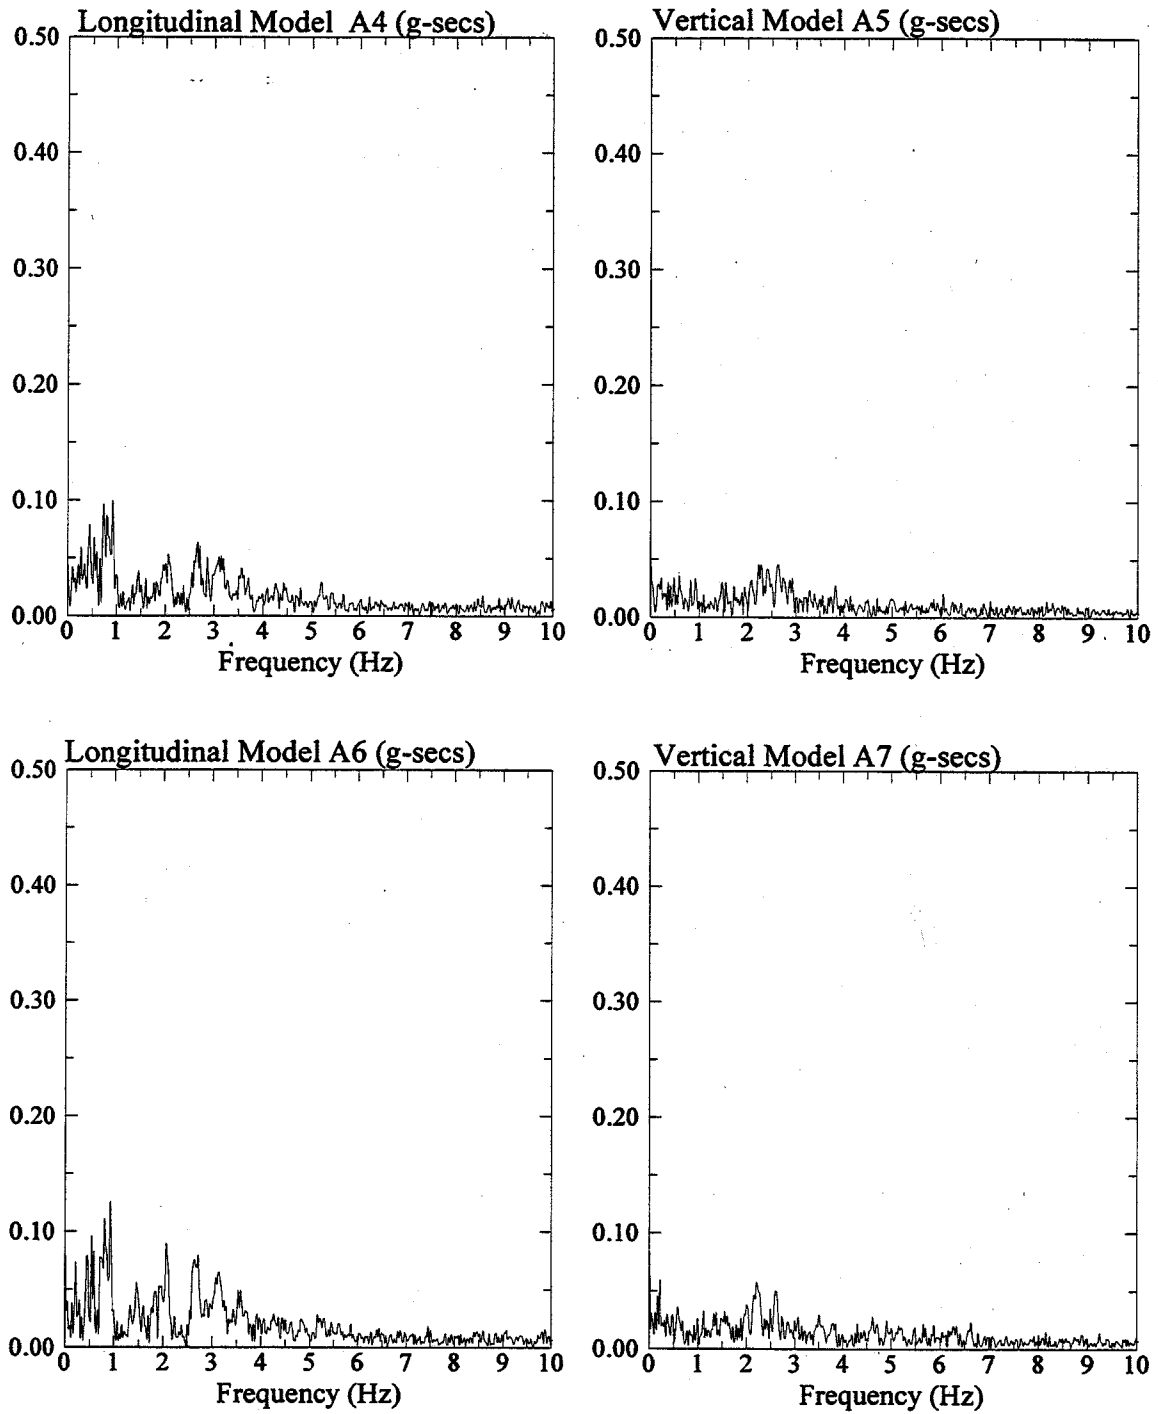 Longitudinal Model A4 (g-secs)
0.50
0.40
0.30
0.20
0.10
0.00
0 1 2 3 4 5 6 7 8 9 10
Frequency (Hz)
Vertical Model A5 (g-secs)
0.50
0.40
0.30
0.20
0.10
0.00
0 1 2 3 4 5 6 7 8 9 10
Frequency (Hz)
Longitudinal Model A6 (g-secs)
0.50
0.40
0.30
0.20
0.10
0.00
0 1 2 3 4 5 6 7 8 9 10
Frequency (Hz)
Vertical Model A7 (g-secs)
0.50
0.40
0.30
0.20
0.10
0.00
0 1 2 3 4 5 6 7 8 9 10
Frequency (Hz)